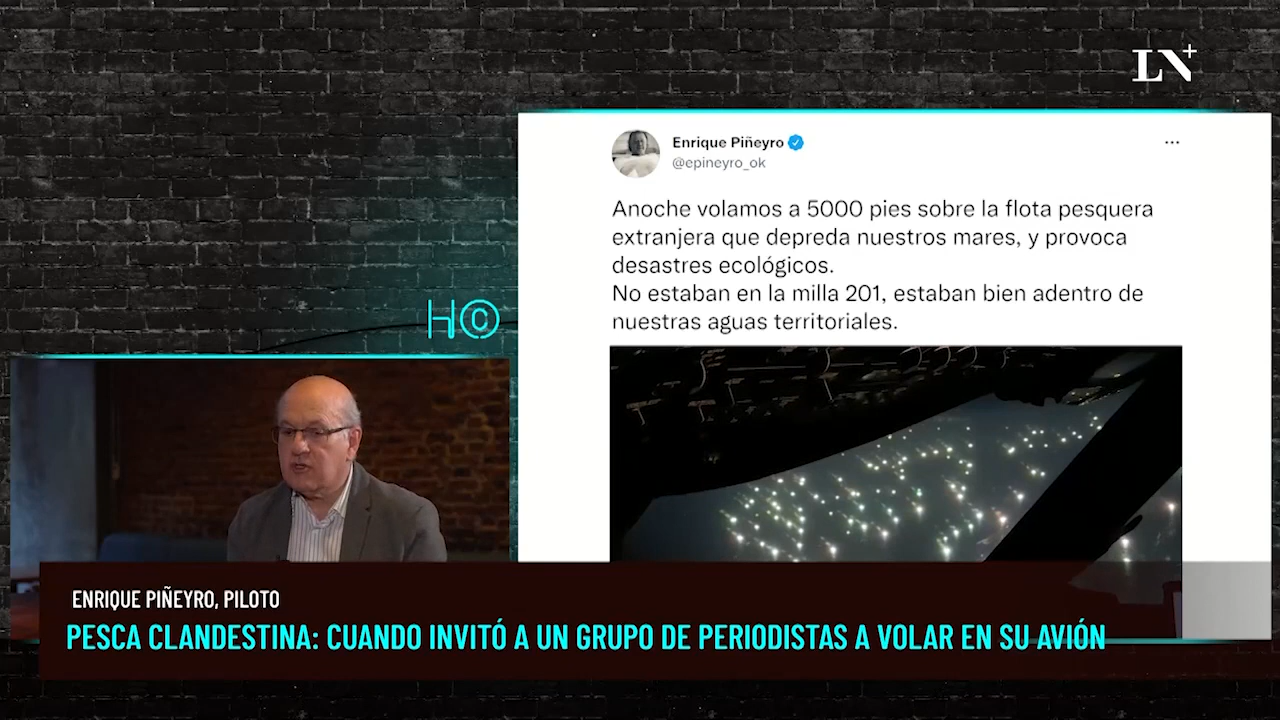 LN+
Enrique Piñeyro
@epineyro_ok
Anoche volamos a 5000 pies sobre la flota pesquera
extranjera que depreda nuestros mares, y provoca
desastres ecológicos.
No estaban en la milla 201, estaban bien adentro de
nuestras aguas territoriales.
H©
ENRIQUE PIÑEYRO, PILOTO
PESCA CLANDESTINA: CUANDO INVITÓ A UN GRUPO DE PERIODISTAS A VOLAR EN SU AVIÓN